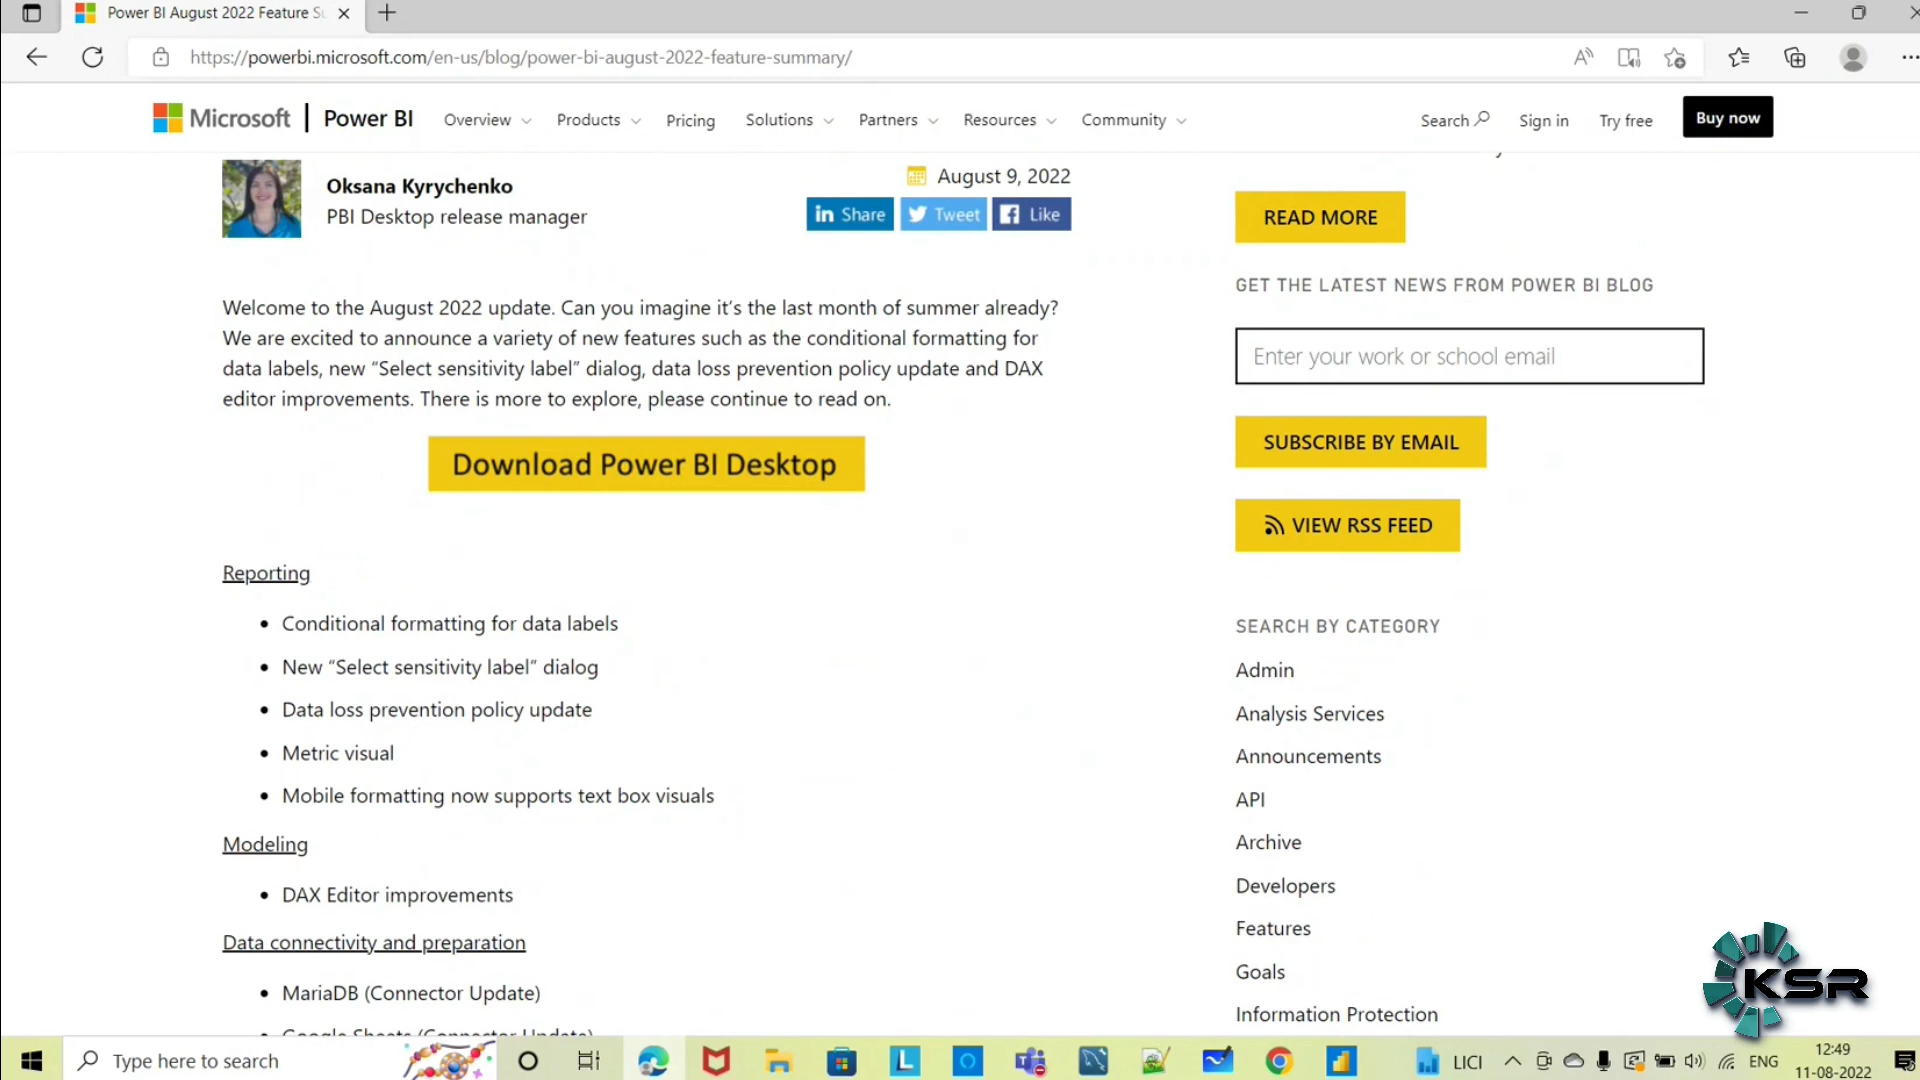 Power BI August 2022 Feature Su
https://powerbi.microsoft.com/en-us/blog/power-bi-august-2022-feature-summary/
Microsoft | Power BI Overview Products Pricing Solutions Partners Resources Community Search Sign in Try free Buy now
Oksana Kyrychenko
PBI Desktop release manager
August 9, 2022
in Share Tweet Like
Welcome to the August 2022 update. Can you imagine it’s the last month of summer already?
We are excited to announce a variety of new features such as the conditional formatting for
data labels, new “Select sensitivity label” dialog, data loss prevention policy update and DAX
editor improvements. There is more to explore, please continue to read on.
Download Power BI Desktop
Reporting
• Conditional formatting for data labels
• New “Select sensitivity label” dialog
• Data loss prevention policy update
• Metric visual
• Mobile formatting now supports text box visuals
Modeling
• DAX Editor improvements
Data connectivity and preparation
• MariaDB (Connector Update)
• Google Sheets (Connector Update)
READ MORE
GET THE LATEST NEWS FROM POWER BI BLOG
Enter your work or school email
SUBSCRIBE BY EMAIL
VIEW RSS FEED
SEARCH BY CATEGORY
Admin
Analysis Services
Announcements
API
Archive
Developers
Features
Goals
Information Protection
KSR
Type here to search
LICI
ENG
12:49
11-08-2022